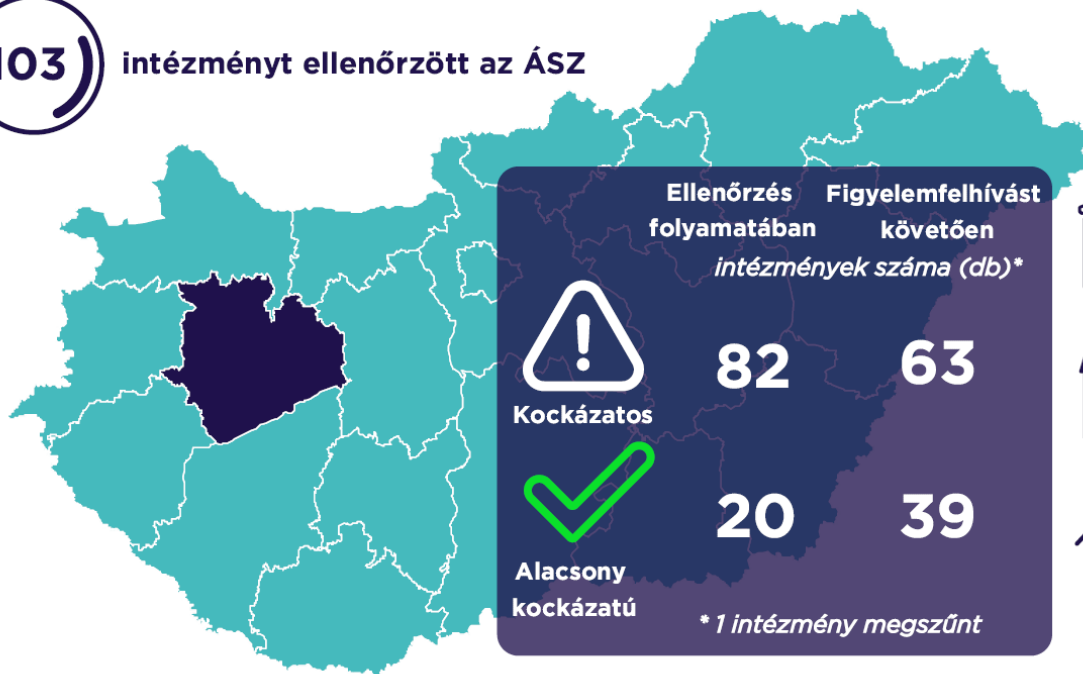 103
intézményt ellenőrzött az ÁSZ
Ellenőrzés folyamatában
Figyelemfelhívást követően
intézmények száma (db)*
Kockázatos
82
63
Alacsony kockázatú
20
39
* 1 intézmény megszűnt